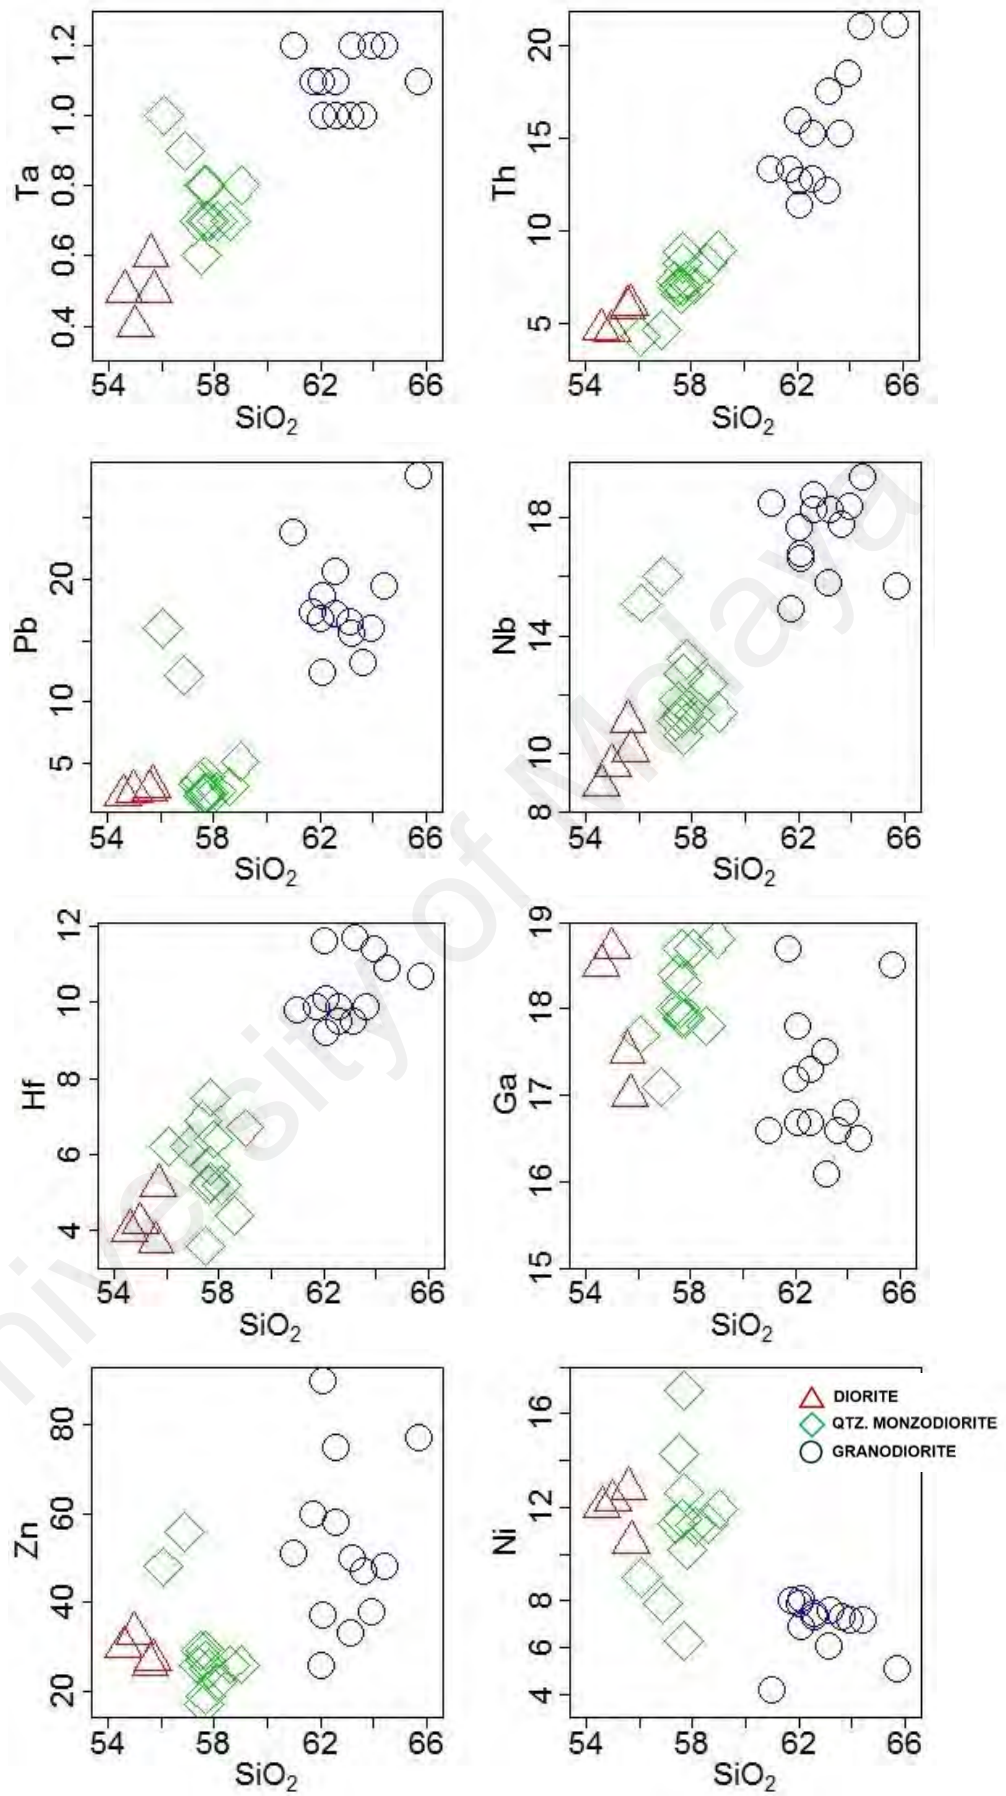 Ta
1.2
1.0
0.8
0.6
0.4
54 58 62 66
SiO2
Th
20
15
10
5
54 58 62 66
SiO2
Pb
20
10
5
54 58 62 66
SiO2
Nb
18
14
10
8
54 58 62 66
SiO2
Hf
12
10
8
6
4
54 58 62 66
SiO2
Ga
19
18
17
16
15
54 58 62 66
SiO2
Zn
80
60
40
20
54 58 62 66
SiO2
Ni
16
12
8
6
4
54 58 62 66
SiO2
DIORITE
QTZ. MONZODIORITE
GRANODIORITE
niversity of Malaya